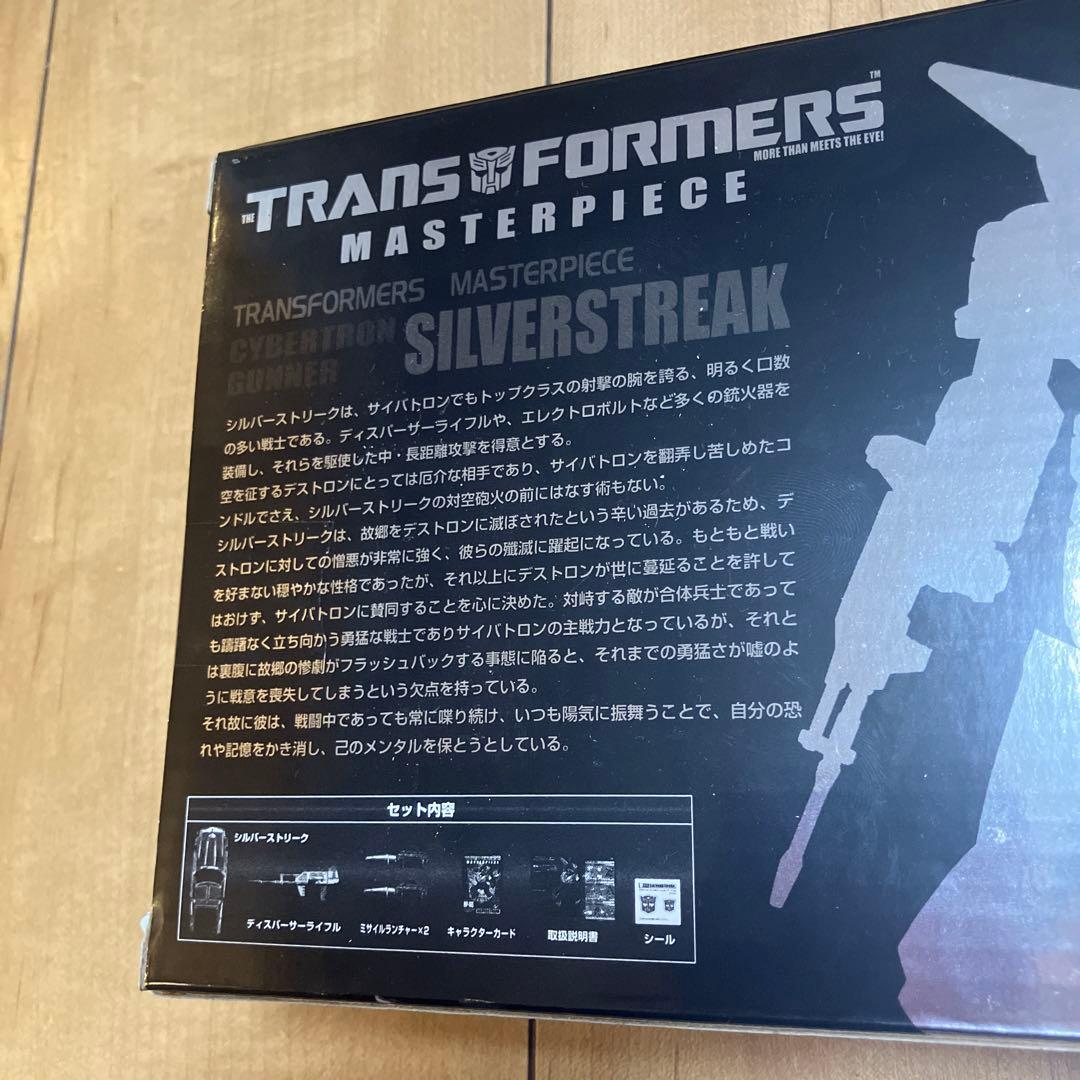 THE TRANSFORMERS TM
MORE THAN MEETS THE EYE!
MASTERPIECE
TRANSFORMERS MASTERPIECE
CYBERTRON GUNNER SILVERSTREAK
シルバーストリークは、サイバトロンでもトップクラスの射撃の腕を誇る、明るく口数
の多い戦士である。ディスパーサーライフルや、エレクトロボルトなど多くの銃火器を
装備し、それらを駆使した中・長距離攻撃を得意とする。
空を征するデストロンにとっては厄介な相手であり、サイバトロンを翻弄し苦しめたコ
ンドルでさえ、シルバーストリークの対空砲火の前にはなす術もない。
シルバーストリークは、故郷をデストロンに滅ぼされたという辛い過去があるため、デ
ストロンに対しての憎悪が非常に強く、彼らの殲滅に躍起になっている。もともと戦い
を好まない穏やかな性格であったが、それ以上にデストロンが世に蔓延ることを許して
はおけず、サイバトロンに賛同することを心に決めた。対峙する敵が合体兵士であって
も躊躇なく立ち向かう勇猛な戦士でありサイバトロンの主戦力となっているが、それと
は裏腹に故郷の惨劇がフラッシュバックする事態に陥ると、それまでの勇猛さが嘘のよ
うに戦意を喪失してしまうという欠点を持っている。
それ故に彼は、戦闘中であっても常に喋り続け、いつも陽気に振舞うことで、自分の恐
れや記憶をかき消し、己のメンタルを保とうとしている。
セット内容
シルバーストリーク
ディスパーサーライフル
ミサイルランチャー×2
キャラクターカード
取扱説明書
シール